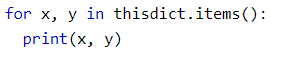 for x, y in thisdict.items():
  print(x, y)